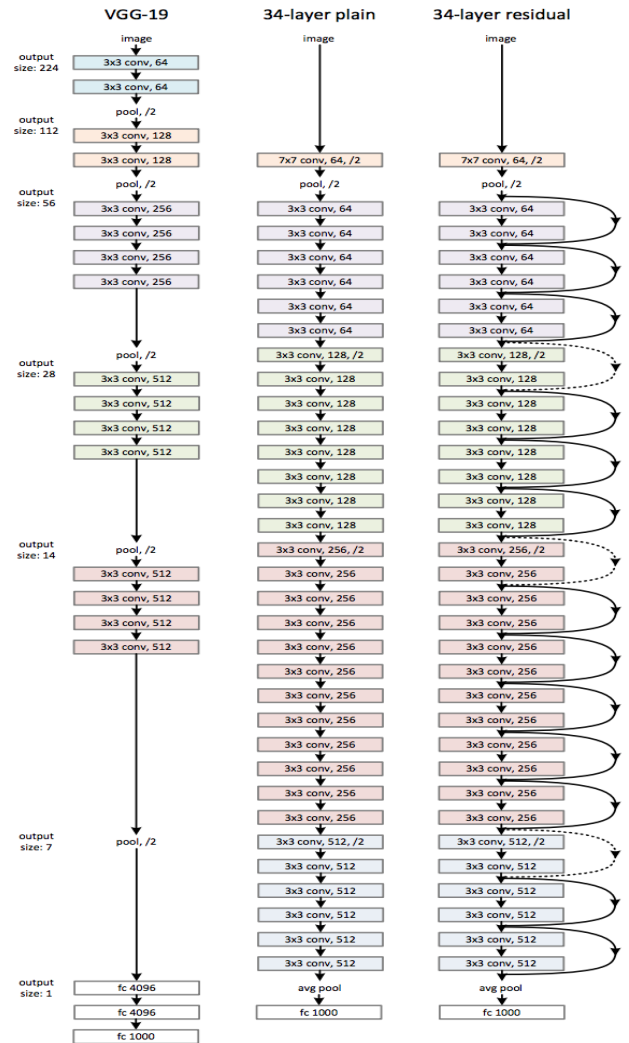 output
size: 224
output
size: 112
output
size: 56
output
size: 28
output
size: 14
output
size: 7
output
size: 1
VGG-19
image
3x3 conv, 64
3x3 conv, 64
pool, /2
3x3 conv, 128
3x3 conv, 128
pool, /2
3x3 conv, 256
3x3 conv, 256
3x3 conv, 256
3x3 conv, 256
pool, /2
3x3 conv, 512
3x3 conv, 512
3x3 conv, 512
3x3 conv, 512
pool, /2
3x3 conv, 512
3x3 conv, 512
3x3 conv, 512
3x3 conv, 512
pool, /2
fc 4096
fc 4096
fc 1000
34-layer plain
image
7x7 conv, 64, /2
pool, /2
3x3 conv, 64
3x3 conv, 64
3x3 conv, 64
3x3 conv, 64
3x3 conv, 64
3x3 conv, 64
3x3 conv, 128, /2
3x3 conv, 128
3x3 conv, 128
3x3 conv, 128
3x3 conv, 128
3x3 conv, 128
3x3 conv, 128
3x3 conv, 128
3x3 conv, 256, /2
3x3 conv, 256
3x3 conv, 256
3x3 conv, 256
3x3 conv, 256
3x3 conv, 256
3x3 conv, 256
3x3 conv, 256
3x3 conv, 256
3x3 conv, 256
3x3 conv, 256
3x3 conv, 256
3x3 conv, 512, /2
3x3 conv, 512
3x3 conv, 512
3x3 conv, 512
3x3 conv, 512
3x3 conv, 512
avg pool
fc 1000
34-layer residual
image
7x7 conv, 64, /2
pool, /2
3x3 conv, 64
3x3 conv, 64
3x3 conv, 64
3x3 conv, 64
3x3 conv, 64
3x3 conv, 64
3x3 conv, 128, /2
3x3 conv, 128
3x3 conv, 128
3x3 conv, 128
3x3 conv, 128
3x3 conv, 128
3x3 conv, 128
3x3 conv, 128
3x3 conv, 256, /2
3x3 conv, 256
3x3 conv, 256
3x3 conv, 256
3x3 conv, 256
3x3 conv, 256
3x3 conv, 256
3x3 conv, 256
3x3 conv, 256
3x3 conv, 256
3x3 conv, 256
3x3 conv, 256
3x3 conv, 512, /2
3x3 conv, 512
3x3 conv, 512
3x3 conv, 512
3x3 conv, 512
3x3 conv, 512
avg pool
fc 1000